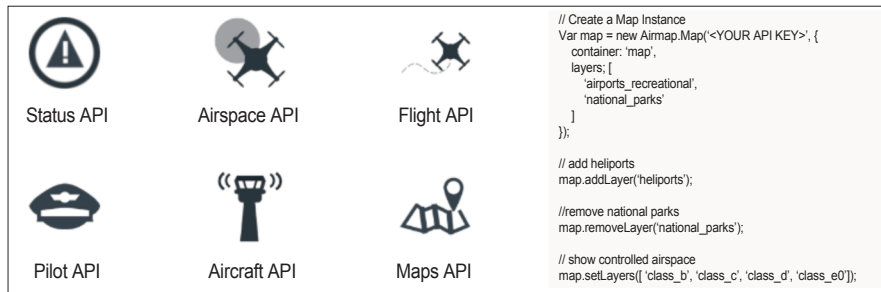 Status API
Airspace API
Flight API
Pilot API
Aircraft API
Maps API
// Create a Map Instance
Var map = new Airmap.Map(‘<YOUR API KEY>’, {
container: ‘map’,
layers; [
‘airports_recreational’,
‘national_parks’
]
});
// add heliports
map.addLayer(‘heliports’);
//remove national parks
map.removeLayer(‘national_parks’);
// show controlled airspace
map.setLayers([ ‘class_b’, ‘class_c’, ‘class_d’, ‘class_e0’]);